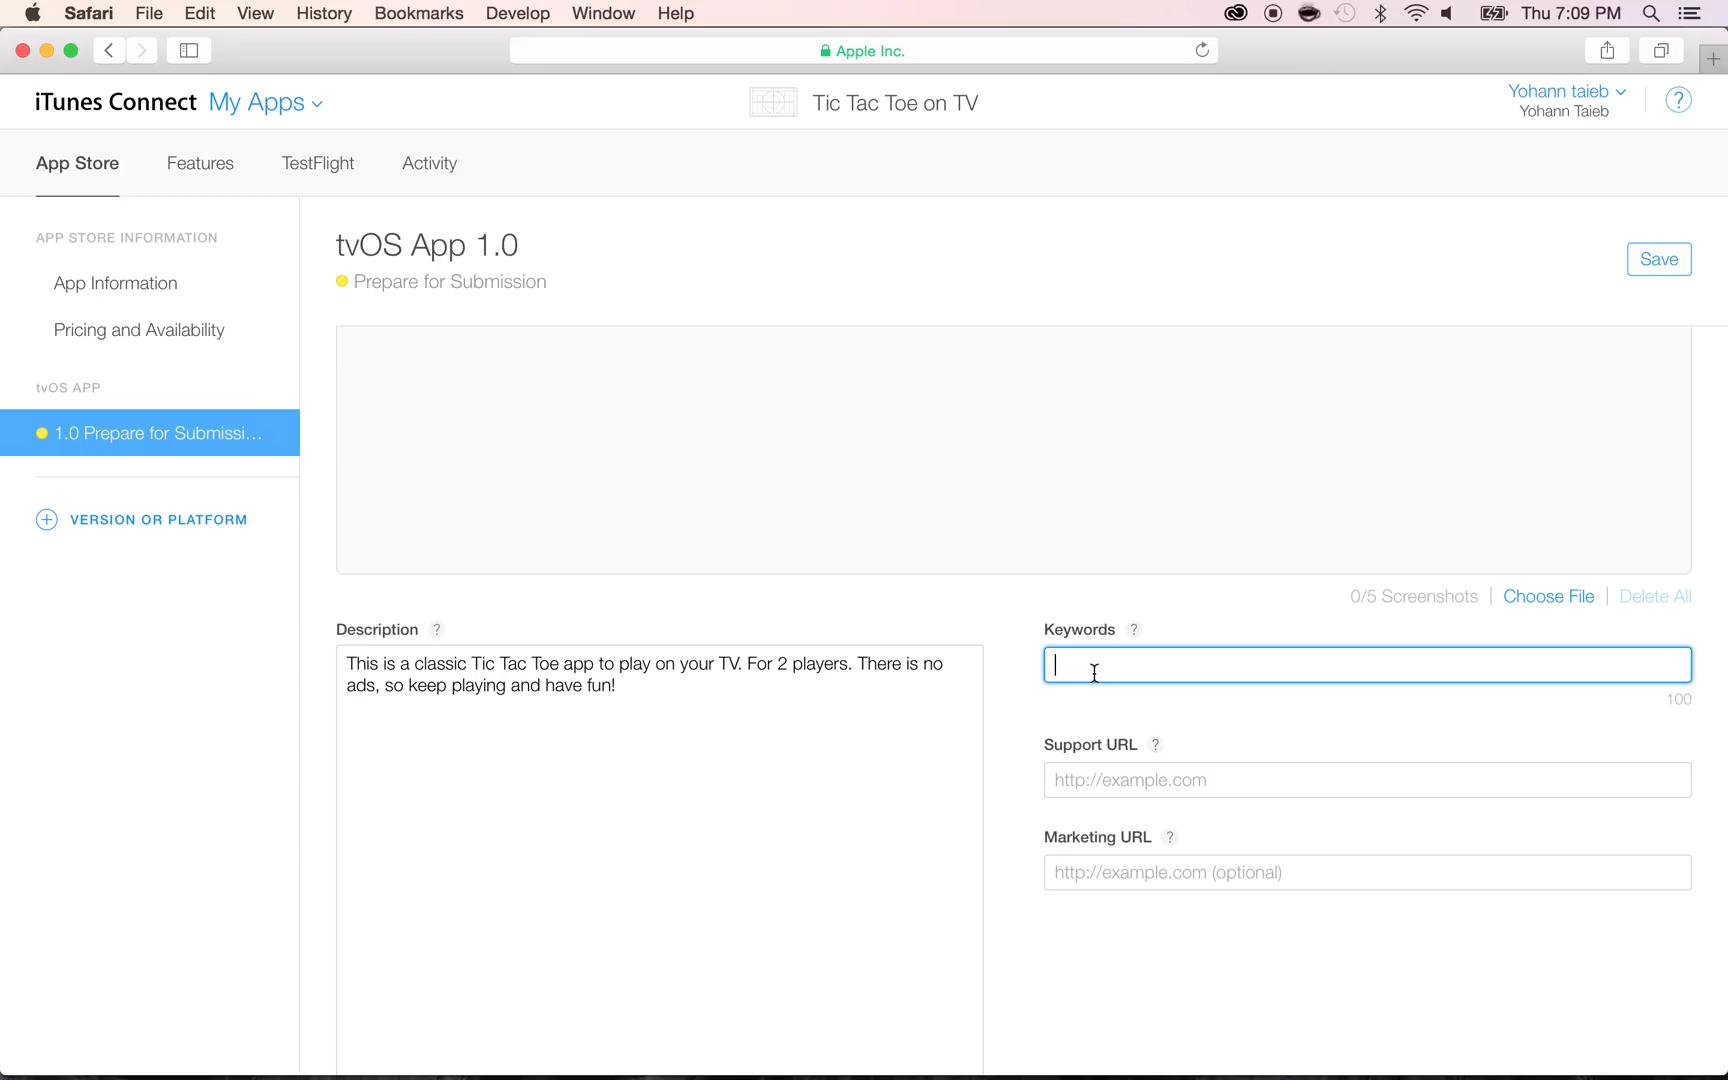 Safari File Edit View History Bookmarks Develop Window Help Thu 7:09 PM
Apple Inc.
iTunes Connect My Apps Tic Tac Toe on TV Yohann taieb ?
Yohann Taieb
App Store Features TestFlight Activity
APP STORE INFORMATION
App Information
Pricing and Availability
tvOS APP
1.0 Prepare for Submissi...
+ VERSION OR PLATFORM
tvOS App 1.0
Prepare for Submission
Save
0/5 Screenshots Choose File Delete All
Description ?
This is a classic Tic Tac Toe app to play on your TV. For 2 players. There is no
ads, so keep playing and have fun!
Keywords ?
100
Support URL ?
http://example.com
Marketing URL ?
http://example.com (optional)